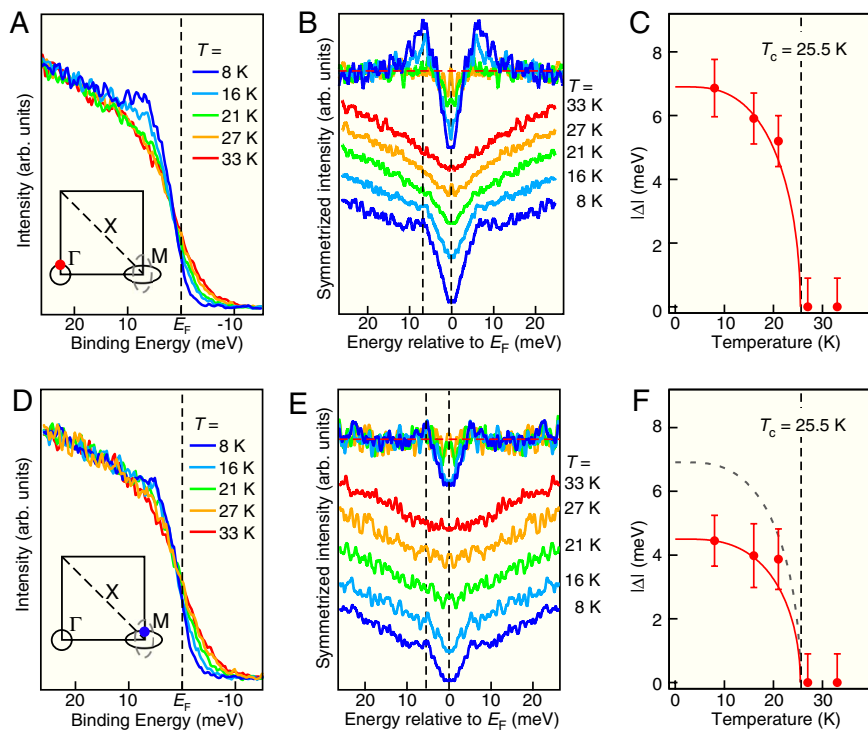 A
T =
8 K
16 K
21 K
27 K
33 K
X
Γ
M
Intensity (arb. units)
20
10
E_F
-10
Binding Energy (meV)
B
T =
33 K
27 K
21 K
16 K
8 K
Symmetrized intensity (arb. units)
-20
-10
0
10
20
Energy relative to E_F (meV)
C
T_c = 25.5 K
8
6
4
2
0
|Δ| (meV)
0
10
20
30
Temperature (K)
D
T =
8 K
16 K
21 K
27 K
33 K
X
Γ
M
Intensity (arb. units)
20
10
E_F
-10
Binding Energy (meV)
E
T =
33 K
27 K
21 K
16 K
8 K
Symmetrized intensity (arb. units)
-20
-10
0
10
20
Energy relative to E_F (meV)
F
T_c = 25.5 K
8
6
4
2
0
|Δ| (meV)
0
10
20
30
Temperature (K)